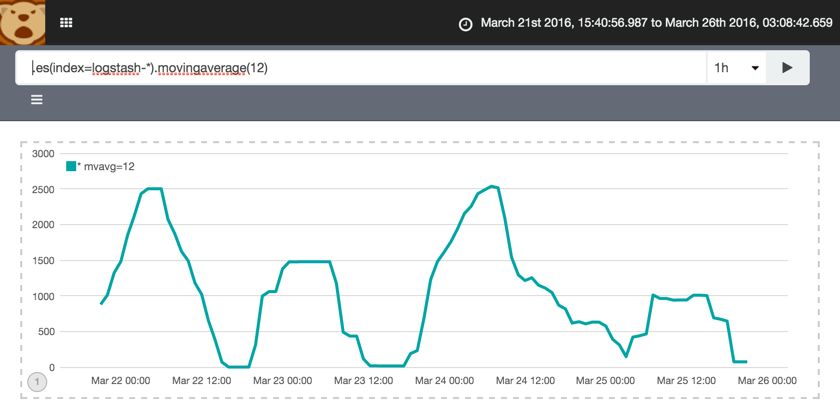 March 21st 2016, 15:40:56.987 to March 26th 2016, 03:08:42.659
.es(index=logstash-*).movingaverage(12)
1h
3000
* mvavg=12
2500
2000
1500
1000
500
0
1
Mar 22 00:00 Mar 22 12:00 Mar 23 00:00 Mar 23 12:00 Mar 24 00:00 Mar 24 12:00 Mar 25 00:00 Mar 25 12:00 Mar 26 00:00